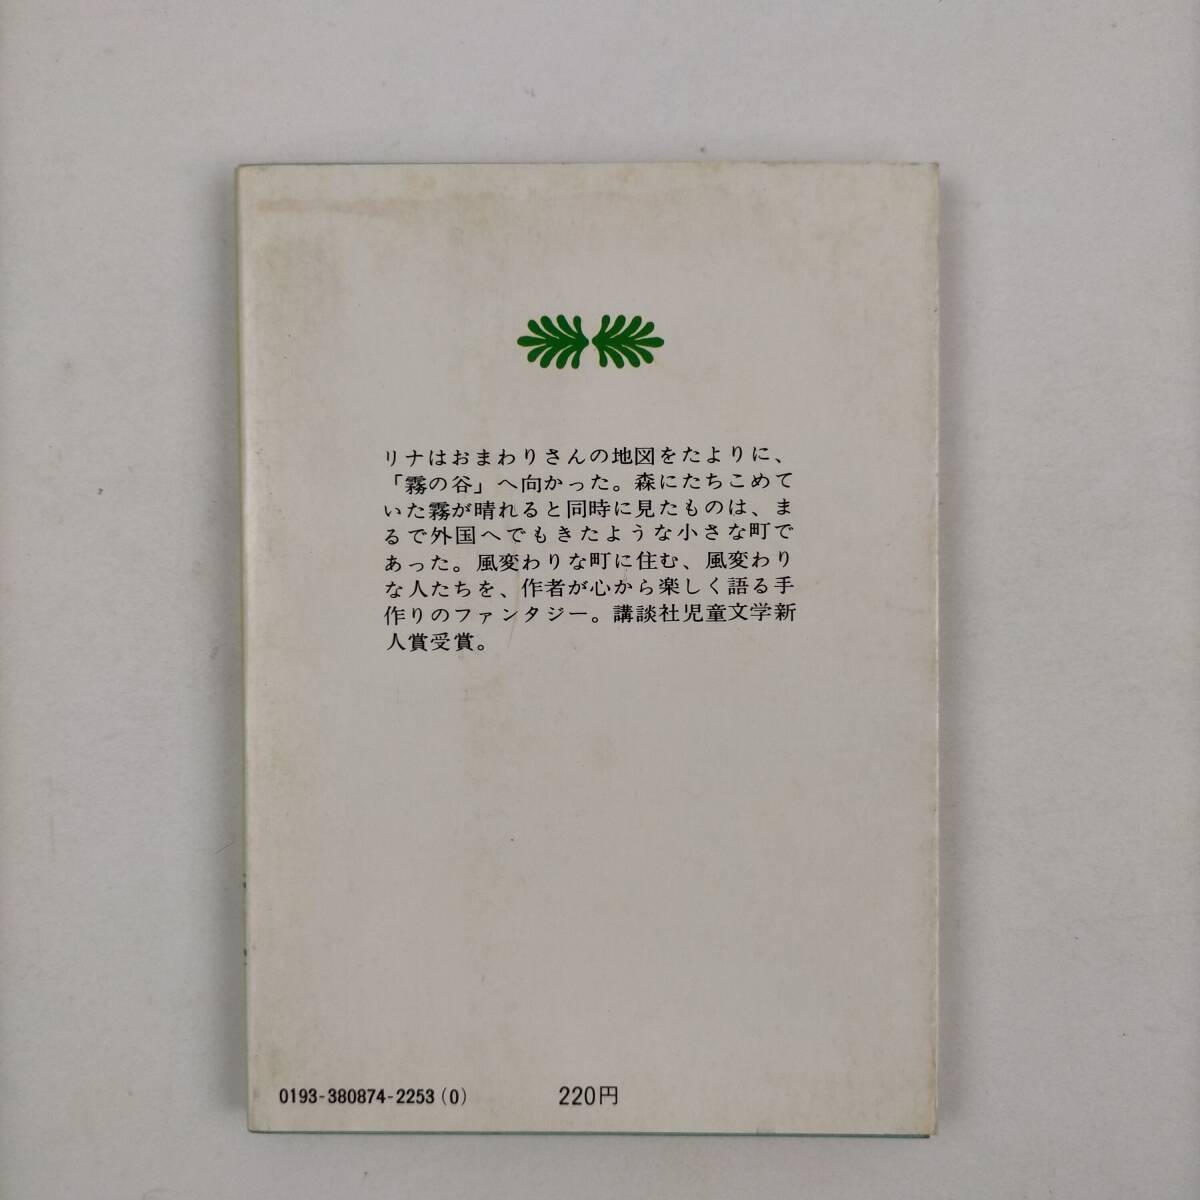 リナはおまわりさんの地図をたよりに、
「霧の谷」へ向かった。森にたちこめて
いた霧が晴れると同時に見たものは、ま
るで外国へでもきたような小さな町で
あった。風変わりな町に住む、風変わり
な人たちを、作者が心から楽しく語る手
作りのファンタジー。講談社児童文学新
人賞受賞。
0193-380874-2253(0) 220円